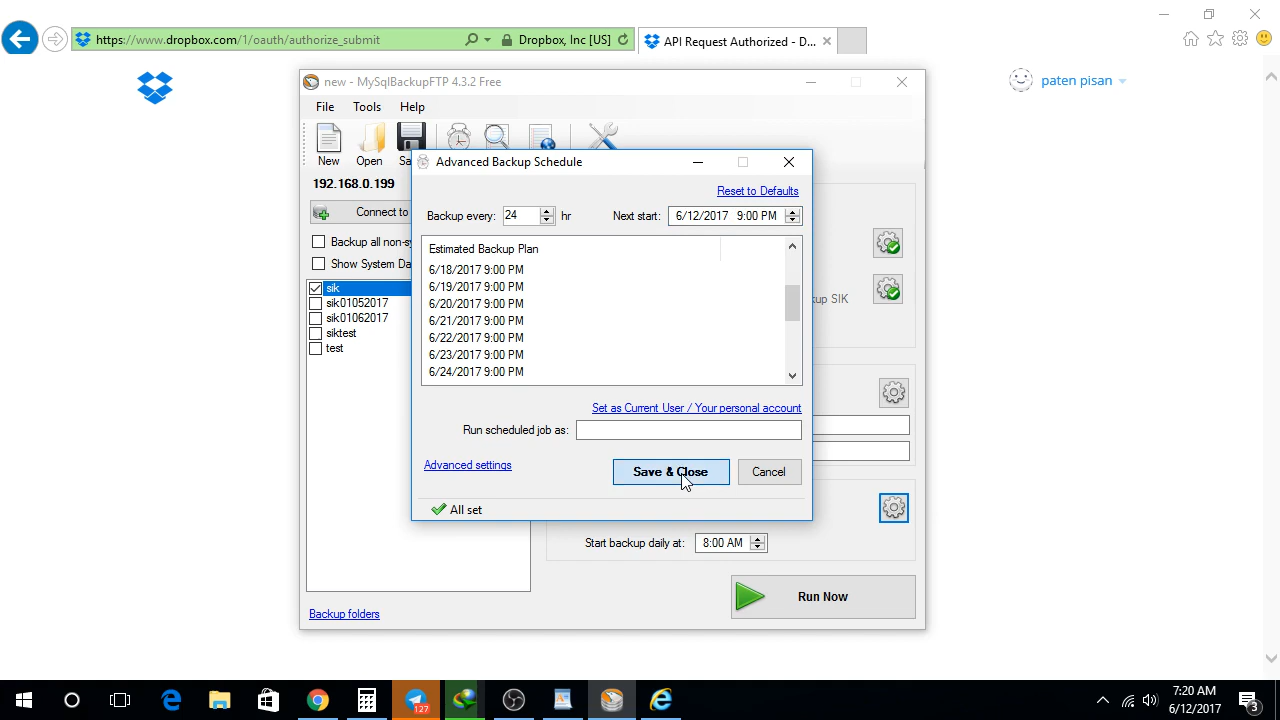 https://www.dropbox.com/1/oauth/authorize_submit
Dropbox, Inc [US]
API Request Authorized - D...
paten pisan
new - MySqlBackupFTP 4.3.2 Free
File Tools Help
New Open Sa
192.168.0.199
Connect to
Backup all non-sy
Show System Da
sik
sik01052017
sik01062017
siktest
test
Backup folders
Advanced Backup Schedule
Reset to Defaults
Backup every: 24 hr Next start: 6/12/2017 9:00 PM
Estimated Backup Plan
6/18/2017 9:00 PM
6/19/2017 9:00 PM
6/20/2017 9:00 PM
6/21/2017 9:00 PM
6/22/2017 9:00 PM
6/23/2017 9:00 PM
6/24/2017 9:00 PM
Set as Current User / Your personal account
Run scheduled job as:
Advanced settings
Save & Close Cancel
All set
kup SIK
Start backup daily at: 8:00 AM
Run Now
127
7:20 AM
6/12/2017
3